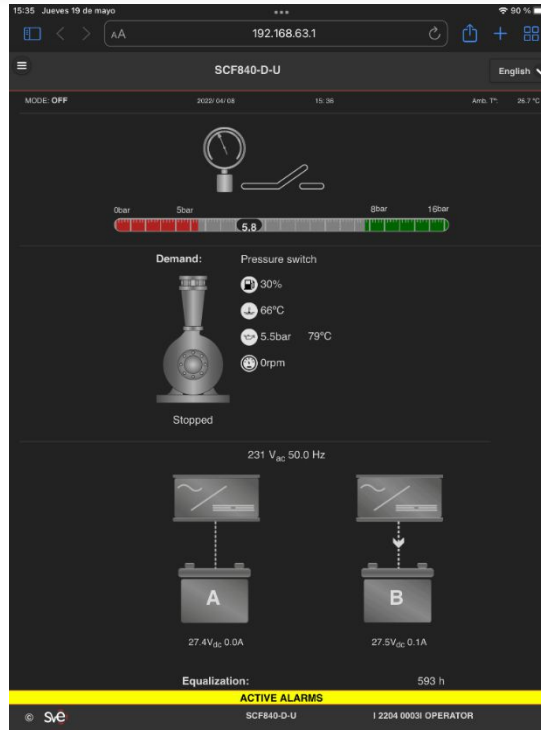 15:35 Jueves 19 de mayo
90 %
AA 192.168.63.1
SCF840-D-U
English
MODE: OFF 2022/ 04/ 08 15: 36 Amb. Tª: 26.7 ºC
0bar 5bar 8bar 16bar
5.8
Demand: Pressure switch
30%
66ºC
5.5bar 79ºC
0rpm
Stopped
231 Vac 50.0 Hz
A B
27.4Vdc 0.0A 27.5Vdc 0.1A
Equalization: 593 h
ACTIVE ALARMS
© Sve SCF840-D-U I 2204 0003I OPERATOR